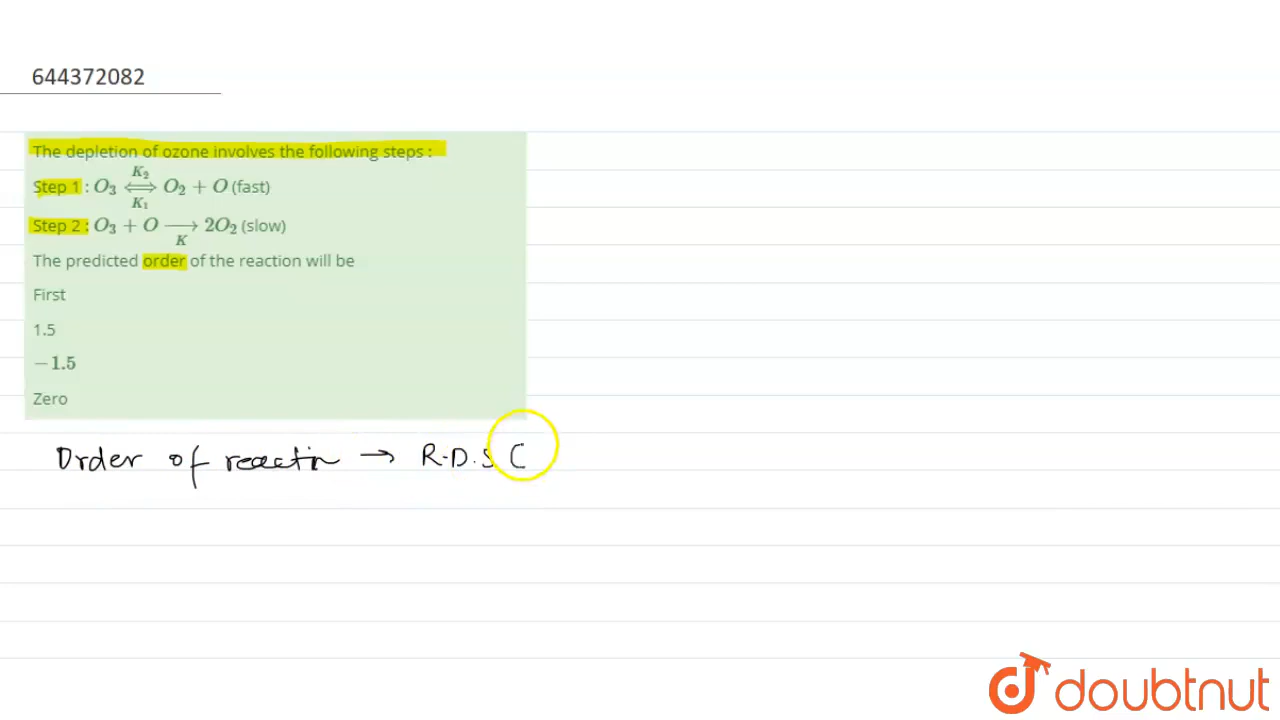 644372082
The depletion of ozone involves the following steps :
K₂
Step 1 : O₃ ⟺ O₂ + O (fast)
K₁
Step 2 : O₃ + O ⟶ 2O₂ (slow)
K
The predicted order of the reaction will be
First
1.5
−1.5
Zero
Order of reaction → R.D.S (
doubtnut